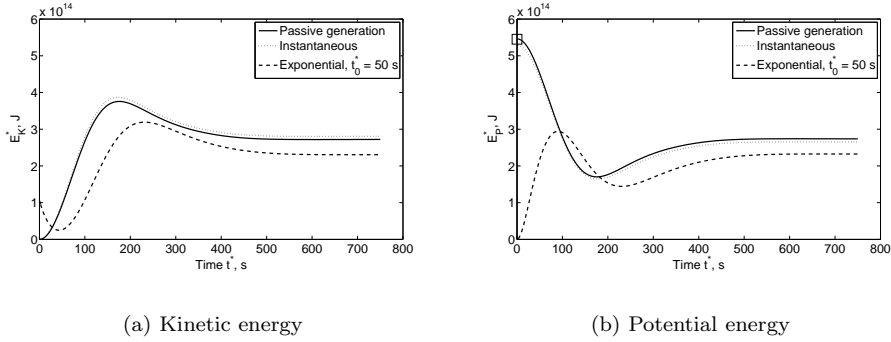 x 10^14
6
5
4
3
2
1
0
0 100 200 300 400 500 600 700 800
E*_K, J
Time t*, s
Passive generation
Instantaneous
Exponential, t*_0 = 50 s
(a) Kinetic energy
x 10^14
6
5
4
3
2
1
0
0 100 200 300 400 500 600 700 800
E*_P, J
Time t*, s
Passive generation
Instantaneous
Exponential, t*_0 = 50 s
(b) Potential energy